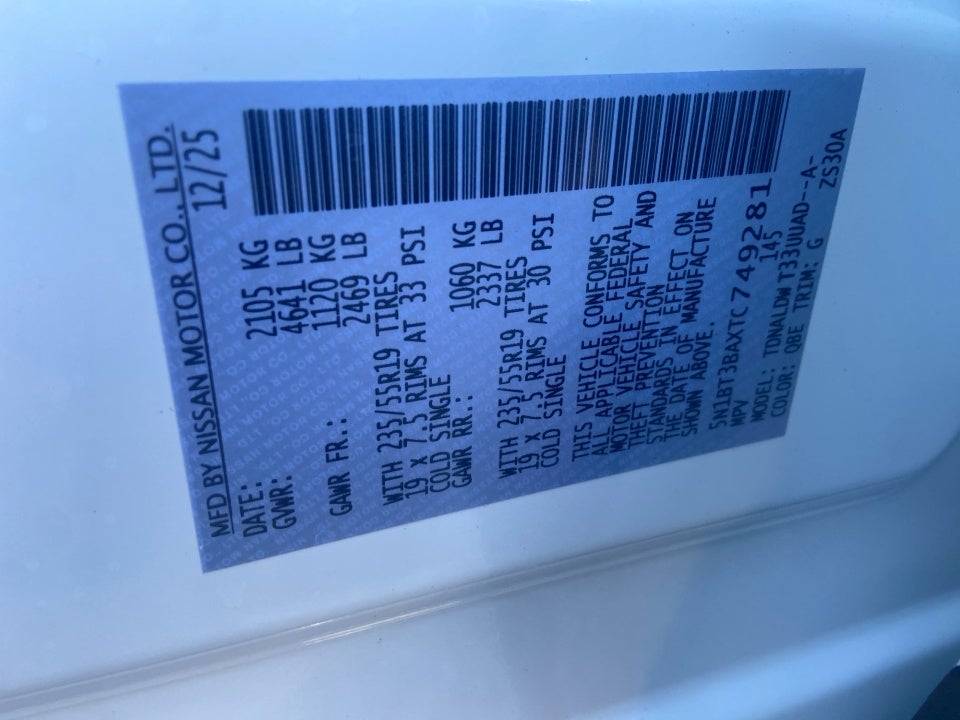 MFD BY NISSAN MOTOR CO., LTD.
DATE: 12/25
GVWR: 2105 KG
4641 LB
GAWR FR.: 1120 KG
2469 LB
WITH 235/55R19 TIRES
19 X 7.5 RIMS AT 33 PSI
COLD SINGLE
GAWR RR.: 1060 KG
2337 LB
WITH 235/55R19 TIRES
19 X 7.5 RIMS AT 30 PSI
COLD SINGLE
THIS VEHICLE CONFORMS TO
ALL APPLICABLE FEDERAL
MOTOR VEHICLE SAFETY AND
THEFT PREVENTION
STANDARDS IN EFFECT ON
THE DATE OF MANUFACTURE
SHOWN ABOVE.
5N1BT3BAXTC749281
MPV 145
MODEL: TDNALDWT33UUAD--A-
COLOR: QBE TRIM: G ZS30A